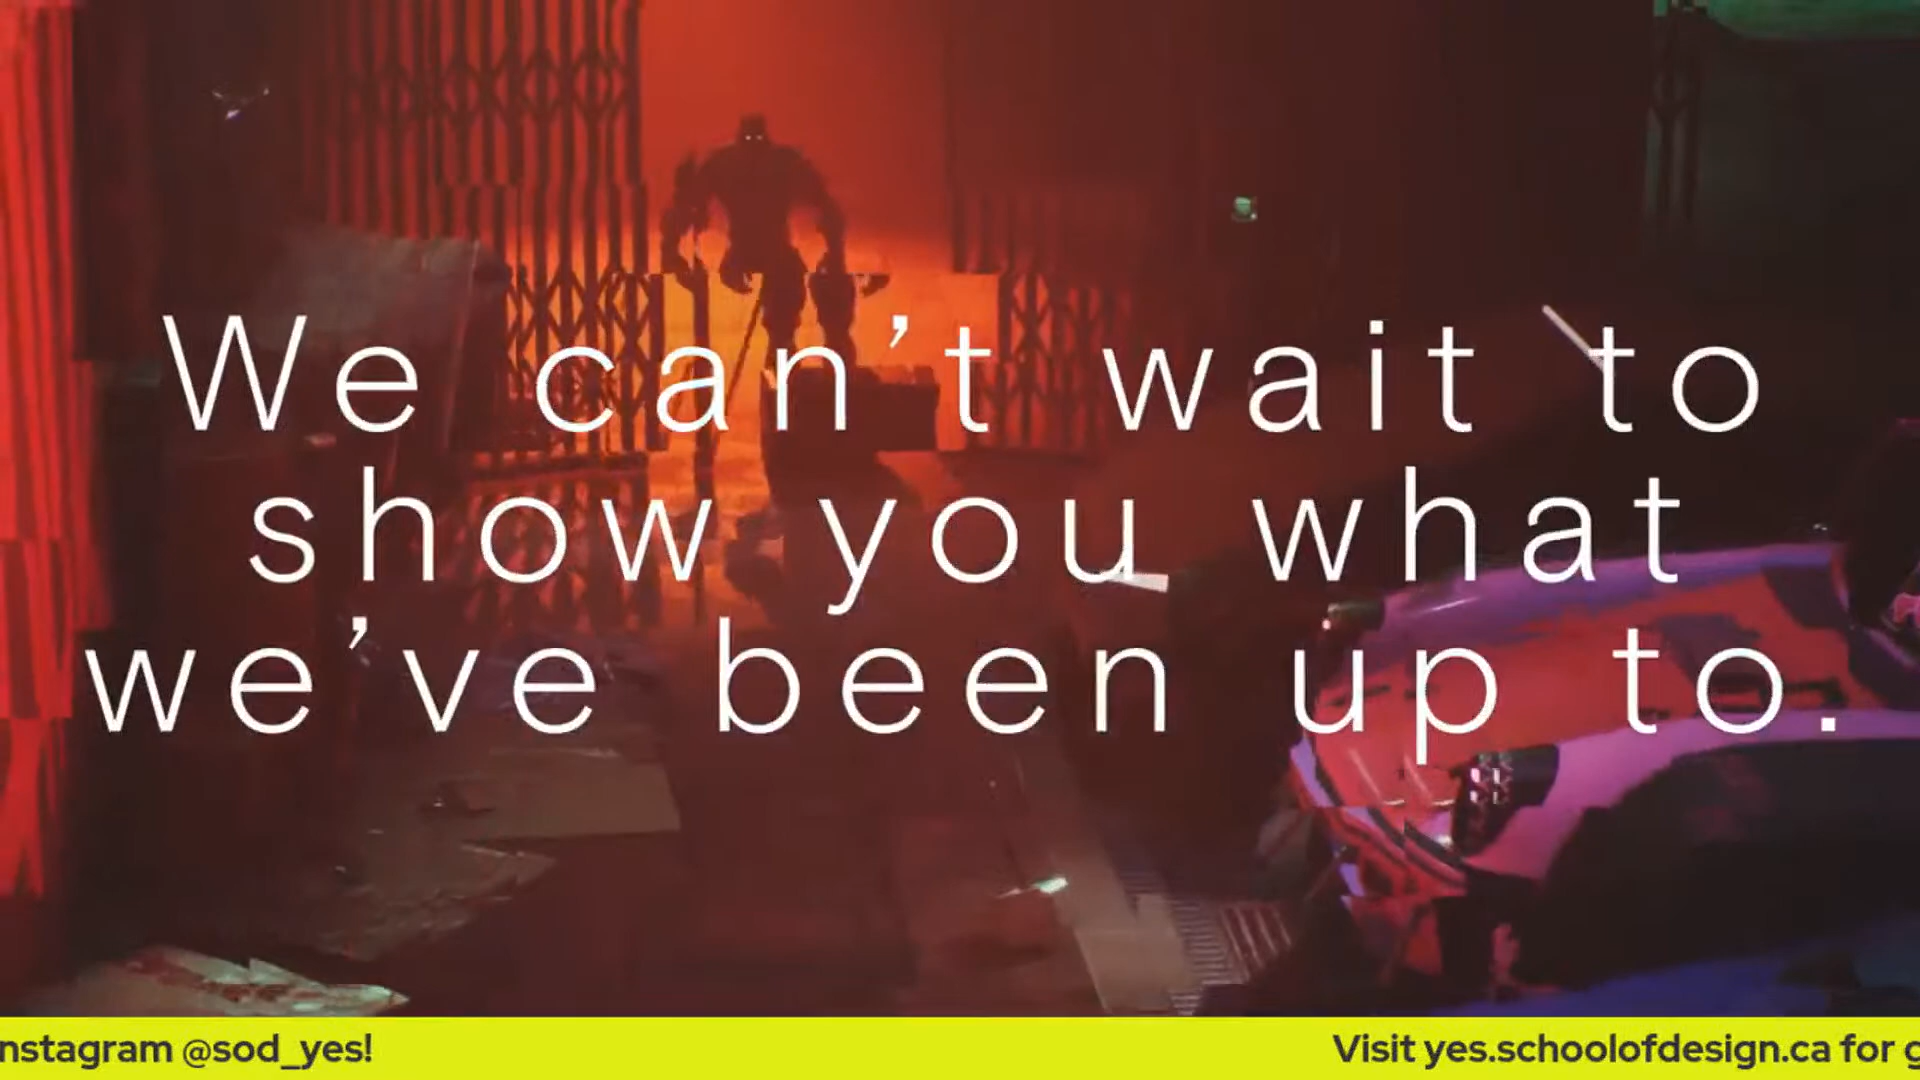 We can’t wait to
show you what
we’ve been up to.
nstagram @sod_yes!
Visit yes.schoolofdesign.ca for g